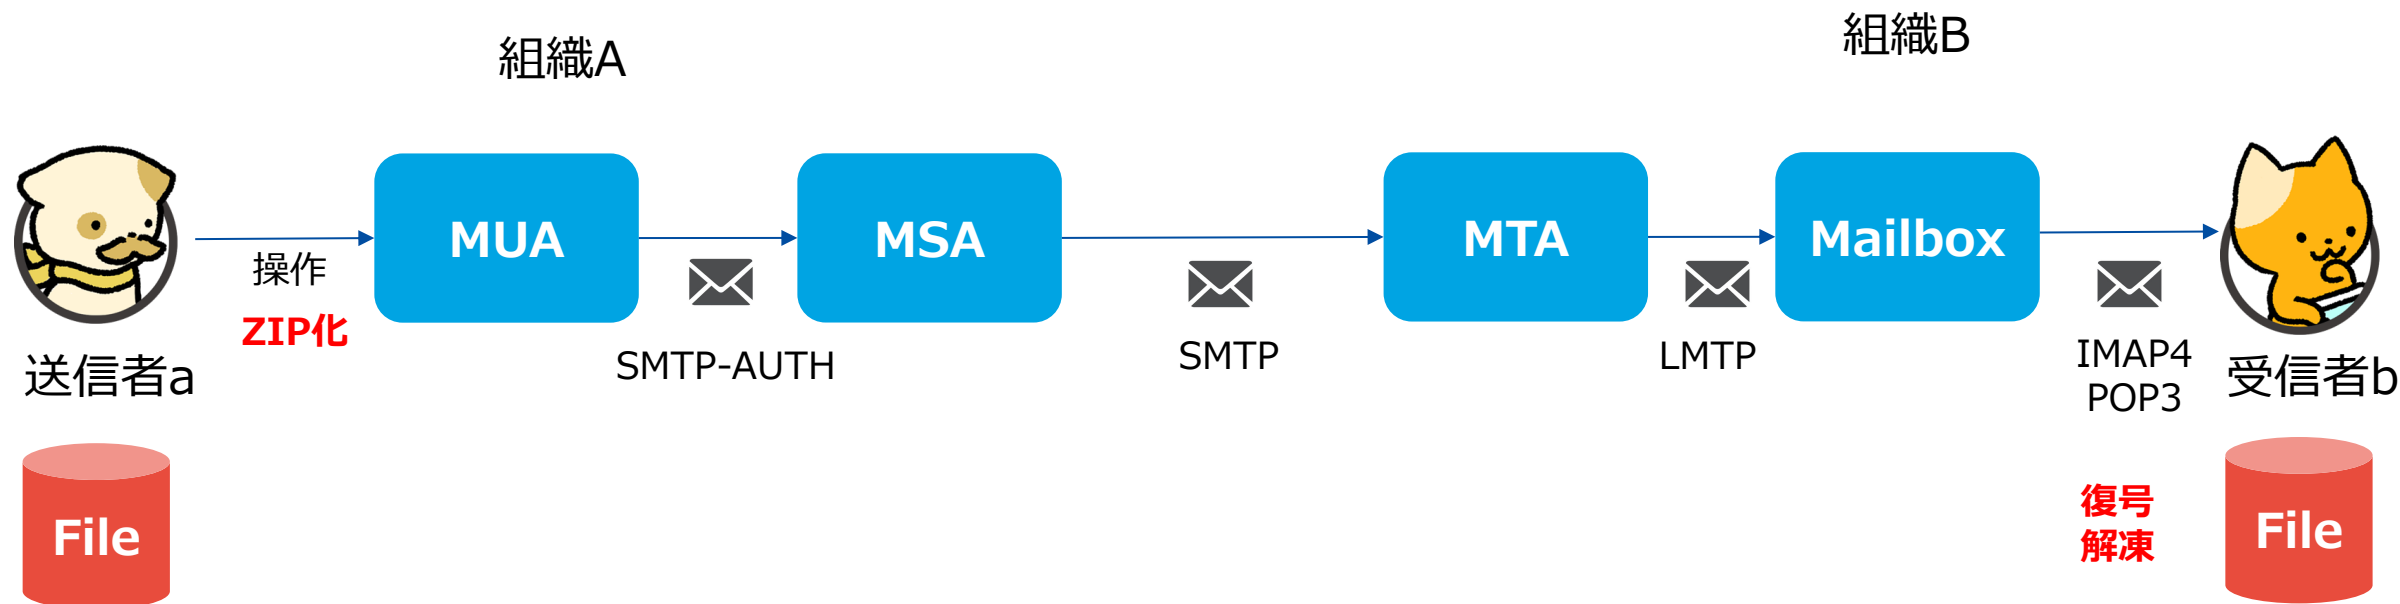 組織A
組織B
MUA
MSA
MTA
Mailbox
操作
ZIP化
SMTP-AUTH
SMTP
LMTP
IMAP4
POP3
送信者a
受信者b
File
復号
解凍
File